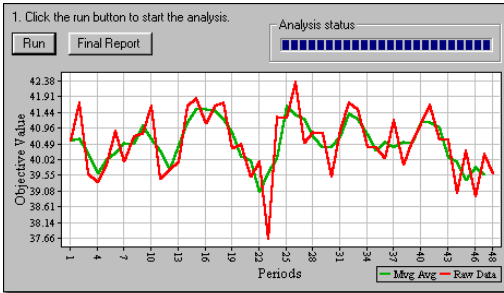 1. Click the run button to start the analysis.
Run
Final Report
Analysis status
Objective Value
42.38
41.91
41.44
40.96
40.49
40.02
39.55
39.08
38.61
38.14
37.66
1 4 7 10 13 16 19 22 25 28 31 34 37 40 43 46 48
Periods
Mvg Avg Raw Data